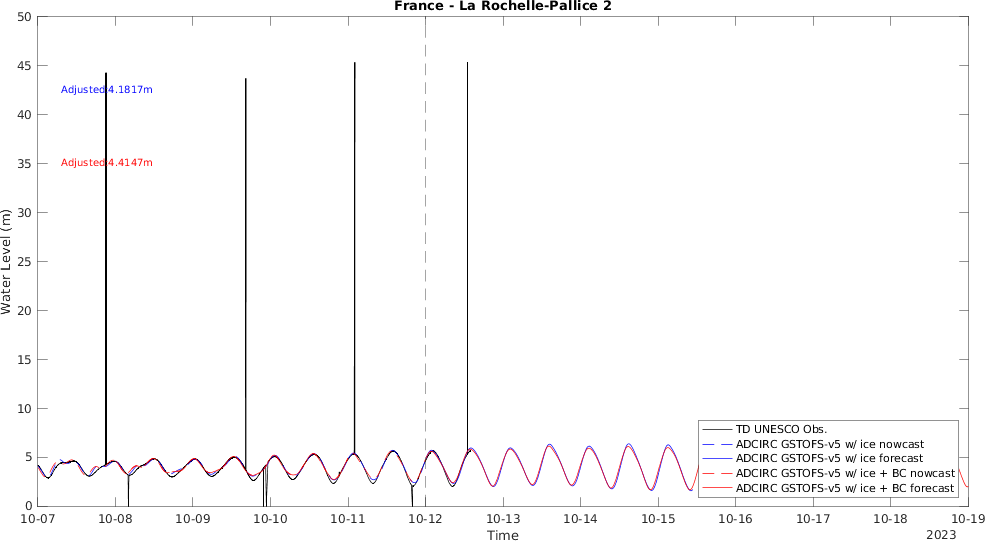 France - La Rochelle-Pallice 2
50
45
40
35
30
25
20
15
10
5
0
Water Level (m)
Adjusted 4.1817m
Adjusted 4.4147m
TD UNESCO Obs.
ADCIRC GSTOFS-v5 w/ ice nowcast
ADCIRC GSTOFS-v5 w/ ice forecast
ADCIRC GSTOFS-v5 w/ ice + BC nowcast
ADCIRC GSTOFS-v5 w/ ice + BC forecast
10-07 10-08 10-09 10-10 10-11 10-12 10-13 10-14 10-15 10-16 10-17 10-18 10-19
Time
2023